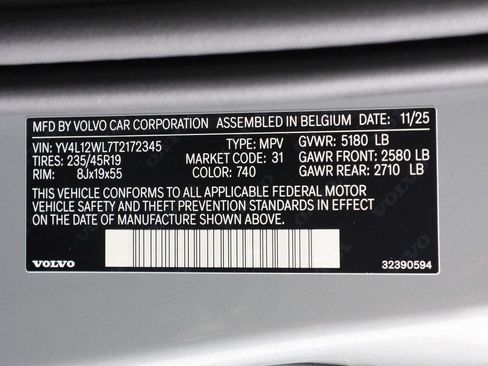 MFD BY VOLVO CAR CORPORATION ASSEMBLED IN BELGIUM DATE: 11/25
VIN: YV4L12WL7T2172345 TYPE: MPV GVWR: 5180 LB
TIRES: 235/45R19 MARKET CODE: 31 GAWR FRONT: 2580 LB
RIM: 8Jx19x55 COLOR: 740 GAWR REAR: 2710 LB
THIS VEHICLE CONFORMS TO ALL APPLICABLE FEDERAL MOTOR
VEHICLE SAFETY AND THEFT PREVENTION STANDARDS IN EFFECT ON
THE DATE OF MANUFACTURE SHOWN ABOVE.
VOLVO 32390594